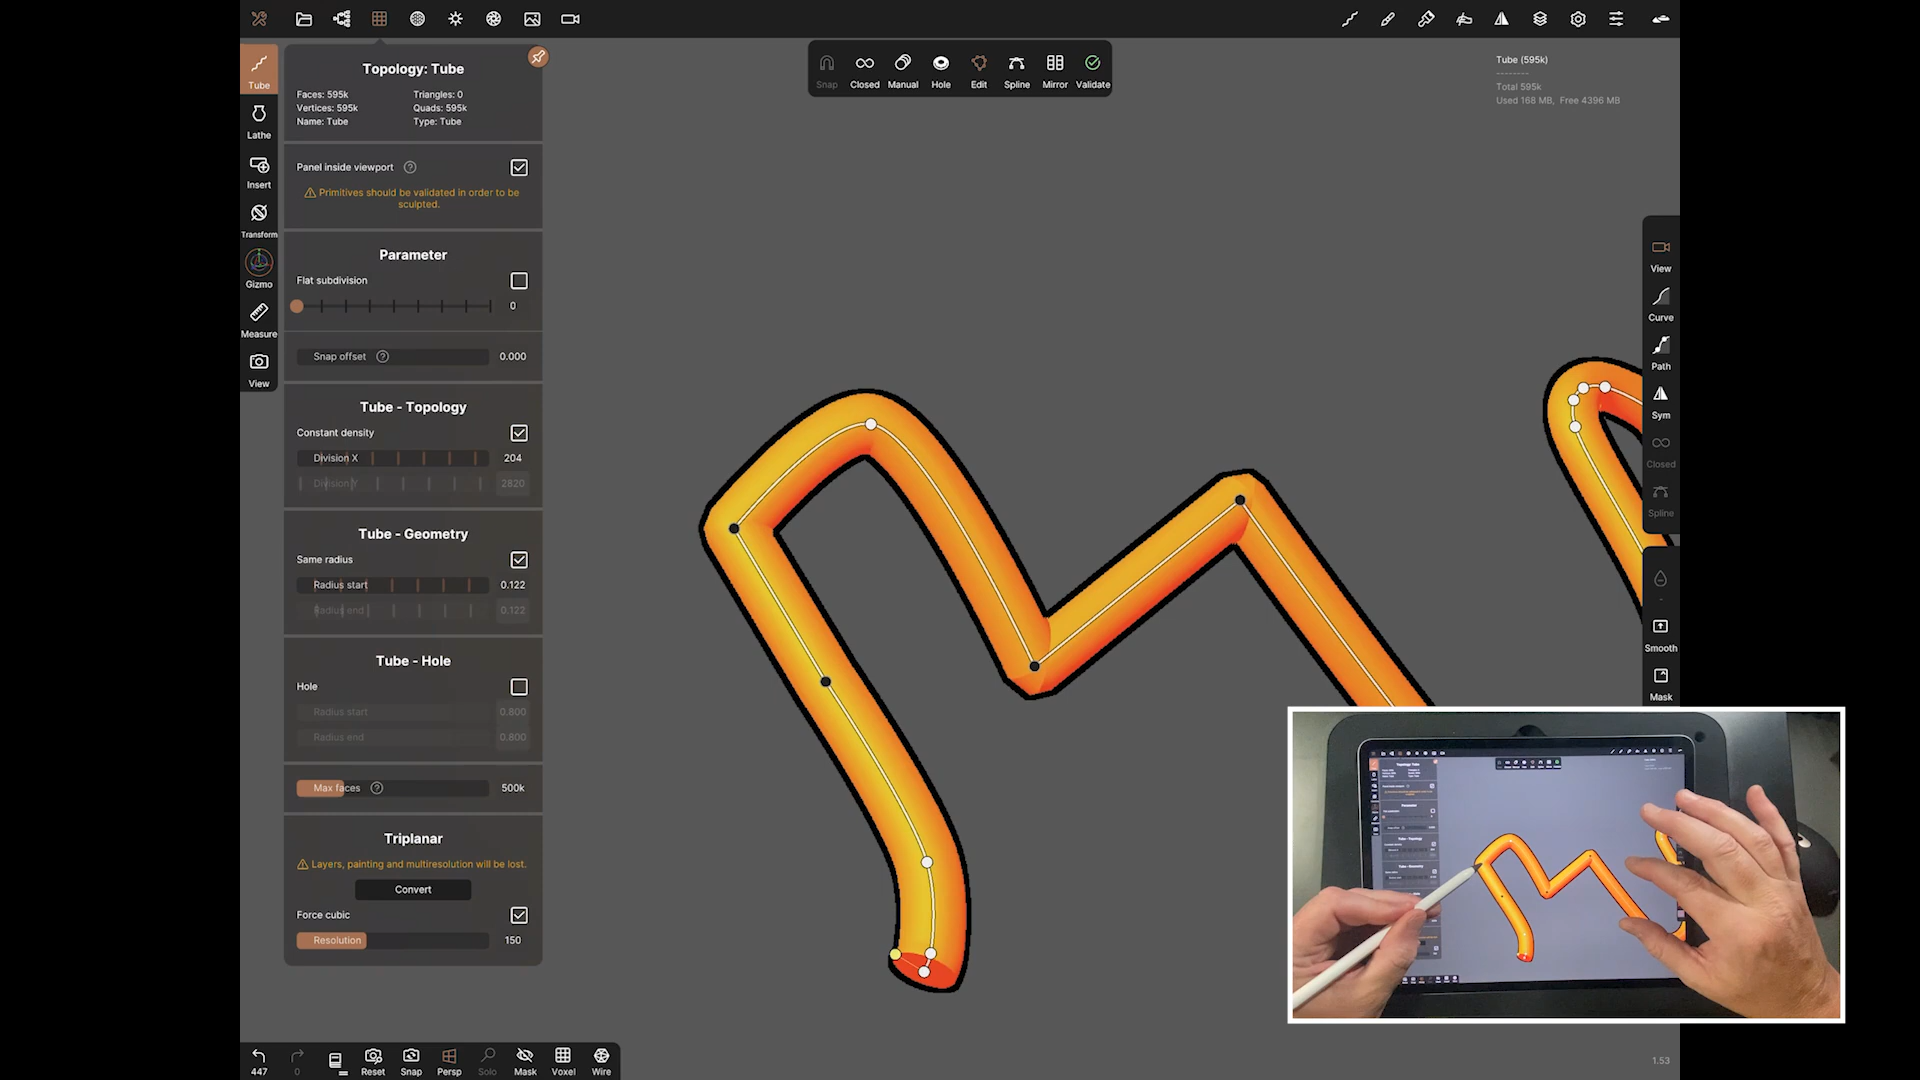 Tube
Lathe
Insert
Transform
Gizmo
Measure
View
Topology: Tube
Faces: 595k
Triangles: 0
Vertices: 595k
Quads: 595k
Name: Tube
Type: Tube
Panel inside viewport ?
Primitives should be validated in order to be
sculpted.
Parameter
Flat subdivision
0
Snap offset ? 0.000
Tube - Topology
Constant density
Division X 204
Division Y 2820
Tube - Geometry
Same radius
Radius start 0.122
Radius end 0.122
Tube - Hole
Hole
Radius start 0.800
Radius end 0.800
Max faces ? 500k
Triplanar
Layers, painting and multiresolution will be lost.
Convert
Force cubic
Resolution 150
Snap
Closed
Manual
Hole
Edit
Spline
Mirror
Validate
Tube (595k)
--------
Total 595k
Used 168 MB, Free 4396 MB
View
Curve
Path
Sym
Closed
Spline
-
Smooth
Mask
447
0
Reset
Snap
Persp
Solo
Mask
Voxel
Wire
1.53